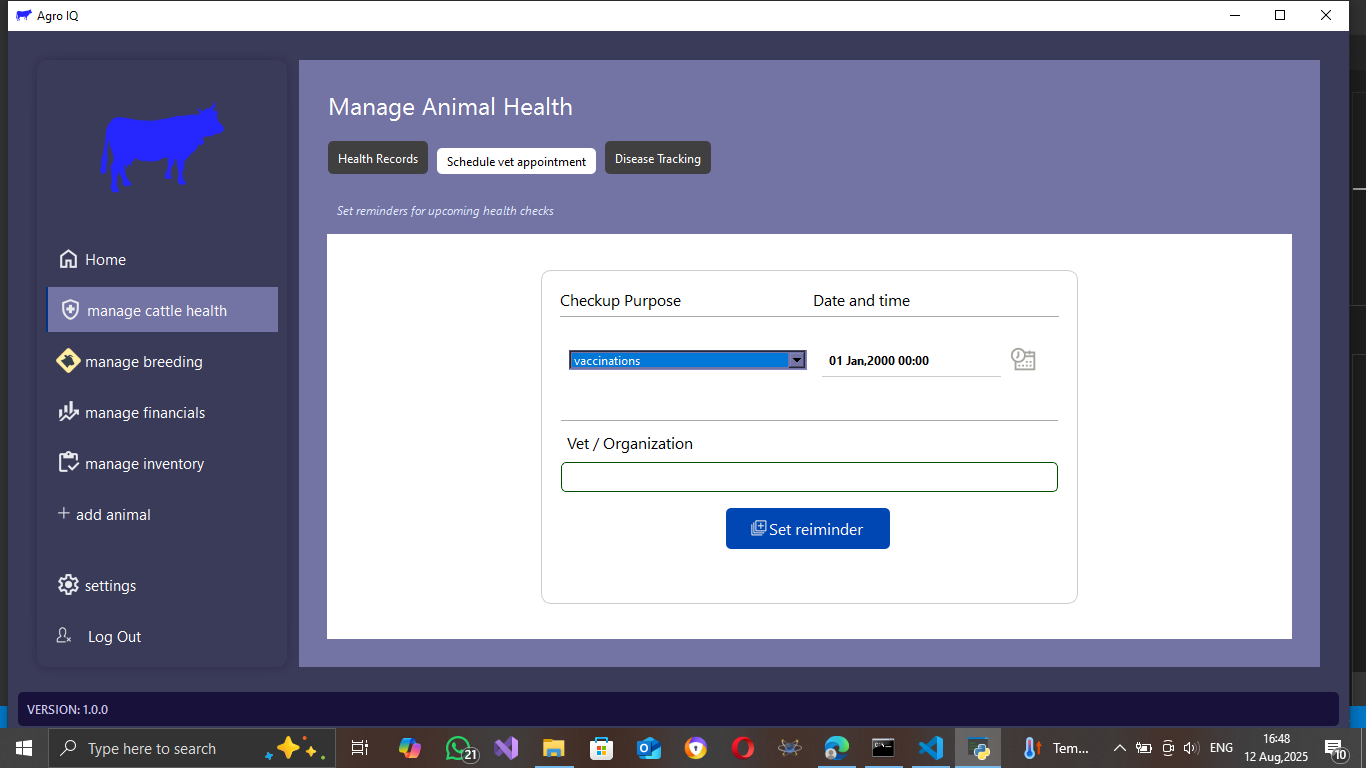 Agro IQ
Manage Animal Health
Health Records
Schedule vet appointment
Disease Tracking
Set reminders for upcoming health checks
Home
manage cattle health
manage breeding
manage financials
manage inventory
add animal
settings
Log Out
Checkup Purpose
Date and time
vaccinations
01 Jan,2000 00:00
Vet / Organization
Set reiminder
VERSION: 1.0.0
Type here to search
21
Tem...
ENG
16:48
12 Aug,2025
10